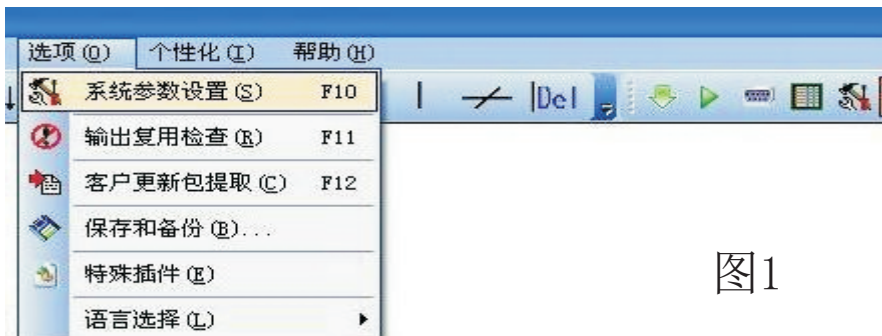 选项(O) 个性化(I) 帮助(H)
系统参数设置(S) F10
Del
输出复用检查(R) F11
客户更新包提取(C) F12
保存和备份(B)...
特殊插件(E)
语言选择(L)
图1